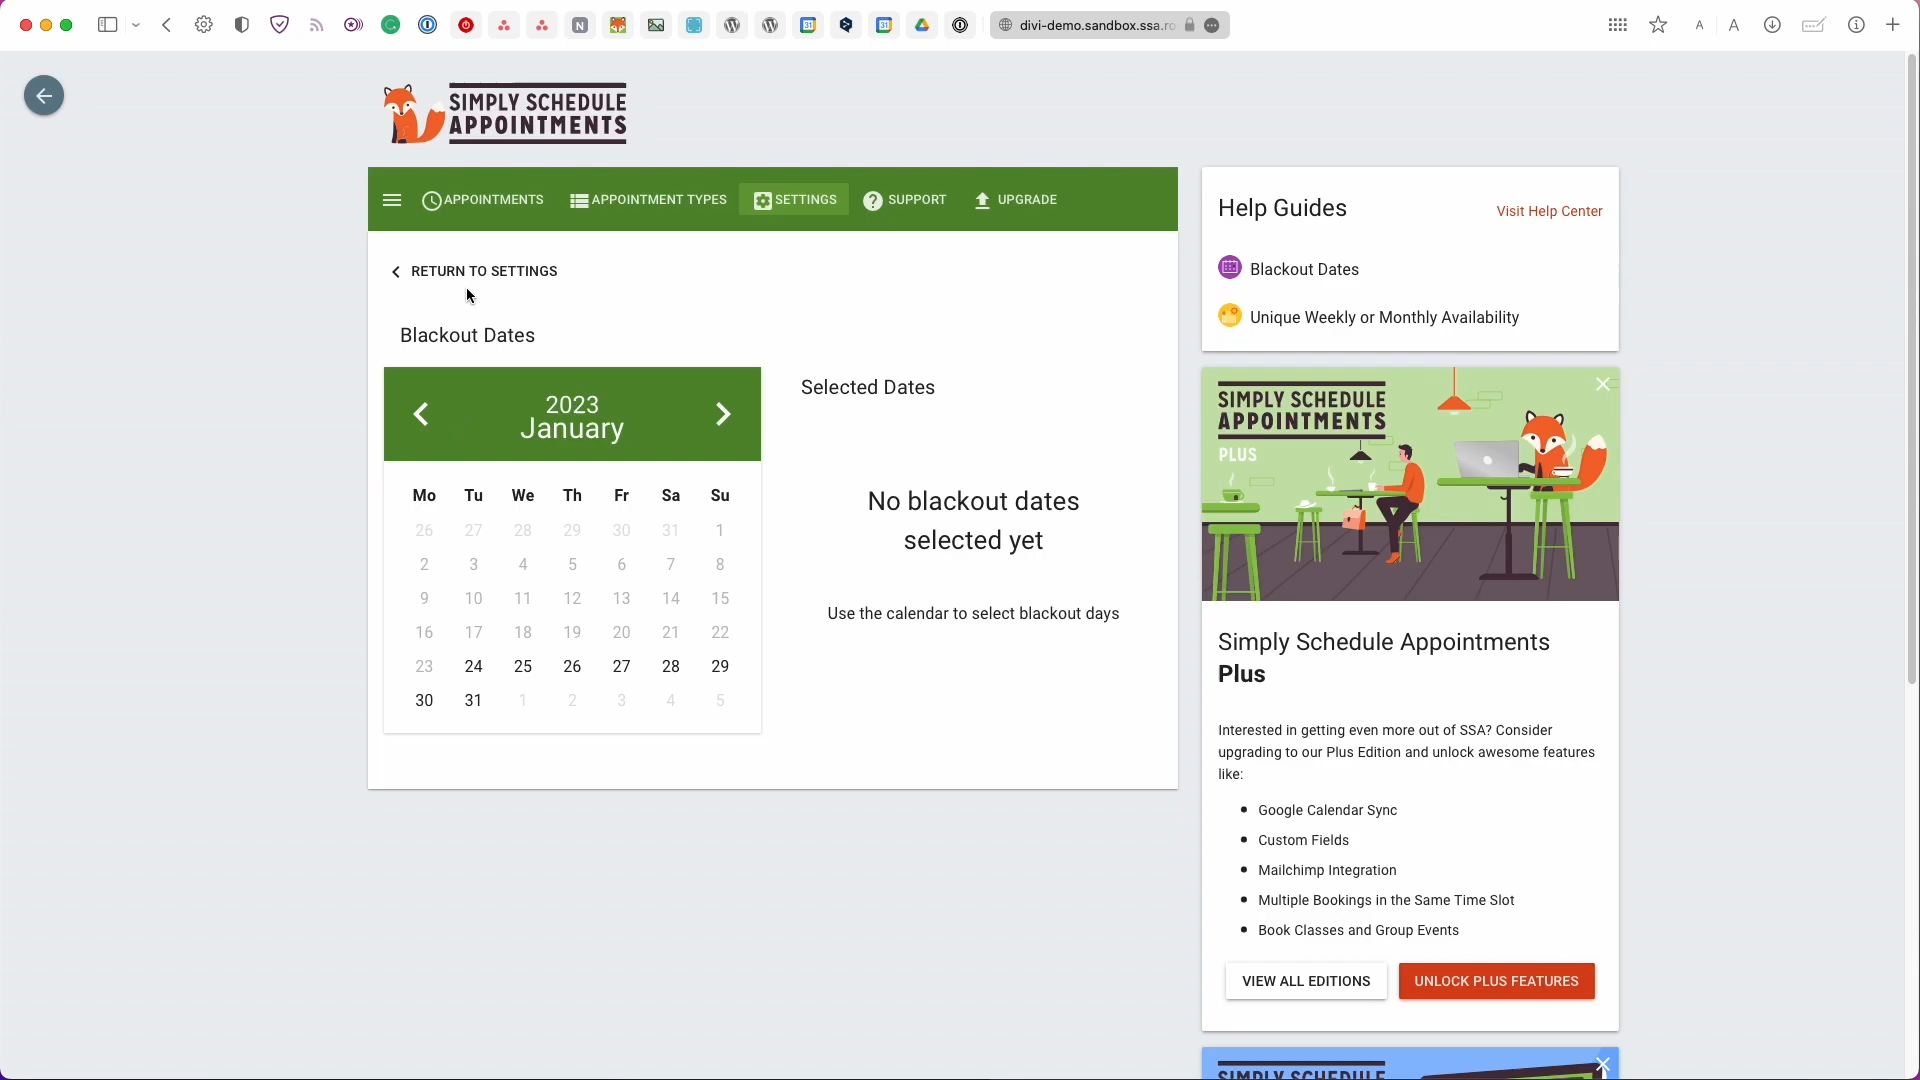 divi-demo.sandbox.ssa.ro
A A
SIMPLY SCHEDULE
APPOINTMENTS
APPOINTMENTS APPOINTMENT TYPES SETTINGS SUPPORT UPGRADE
RETURN TO SETTINGS
Blackout Dates
2023
January
Mo Tu We Th Fr Sa Su
26 27 28 29 30 31 1
2 3 4 5 6 7 8
9 10 11 12 13 14 15
16 17 18 19 20 21 22
23 24 25 26 27 28 29
30 31 1 2 3 4 5
Selected Dates
No blackout dates
selected yet
Use the calendar to select blackout days
Help Guides
Visit Help Center
Blackout Dates
Unique Weekly or Monthly Availability
SIMPLY SCHEDULE
APPOINTMENTS
PLUS
Simply Schedule Appointments
Plus
Interested in getting even more out of SSA? Consider
upgrading to our Plus Edition and unlock awesome features
like:
Google Calendar Sync
Custom Fields
Mailchimp Integration
Multiple Bookings in the Same Time Slot
Book Classes and Group Events
VIEW ALL EDITIONS UNLOCK PLUS FEATURES
SIMPLY SCHEDULE